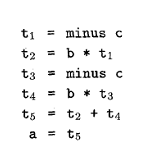 t₁ = minus c
t₂ = b * t₁
t₃ = minus c
t₄ = b * t₃
t₅ = t₂ + t₄
a = t₅